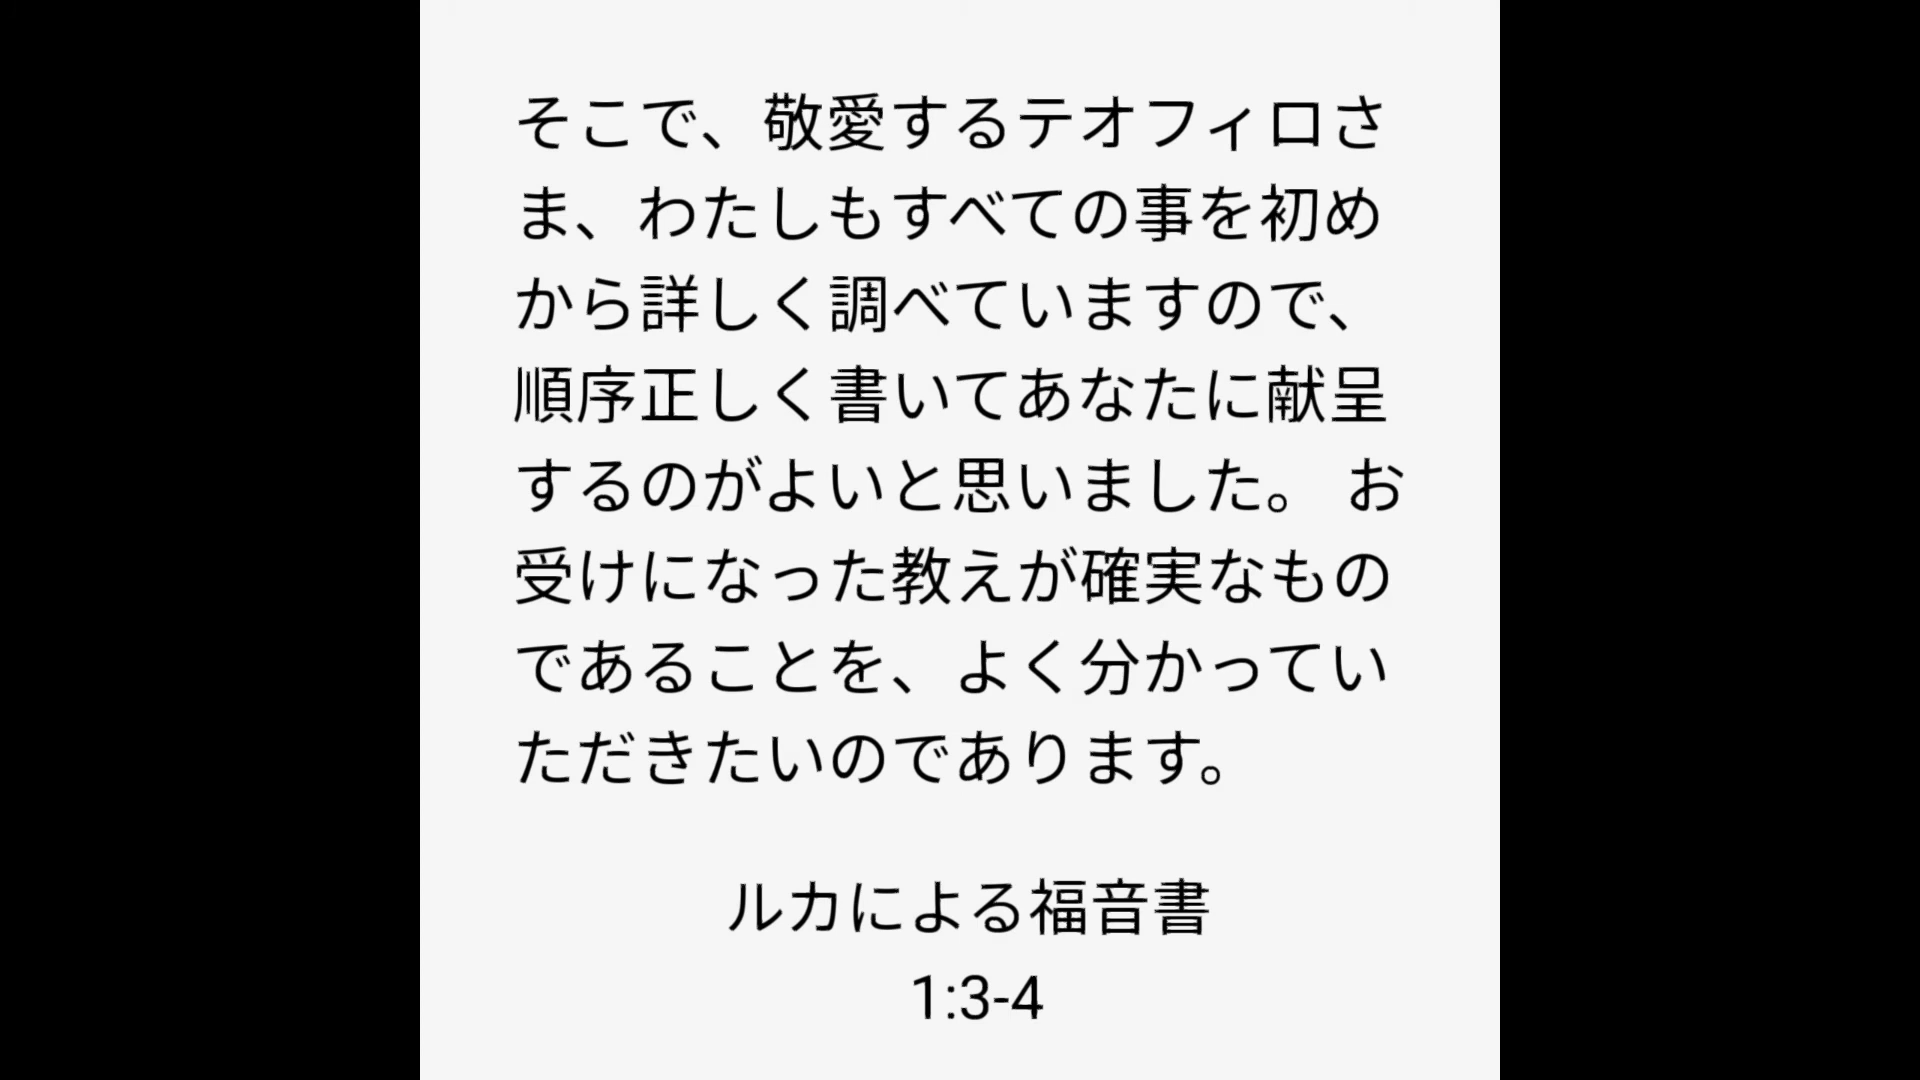 そこで、敬愛するテオフィロさ
ま、わたしもすべての事を初め
から詳しく調べていますので、
順序正しく書いてあなたに献呈
するのがよいと思いました。 お
受けになった教えが確実なもの
であることを、よく分かってい
ただきたいのであります。
ルカによる福音書
1:3-4